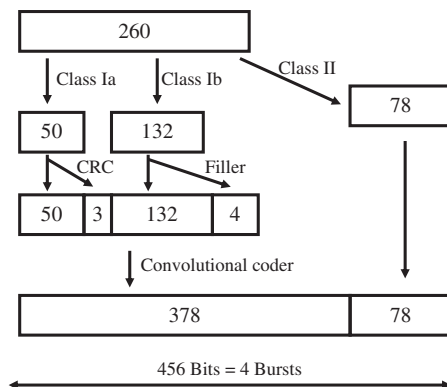 260
Class Ia
Class Ib
Class II
78
50
132
CRC
Filler
50
3
132
4
Convolutional coder
378
78
456 Bits = 4 Bursts